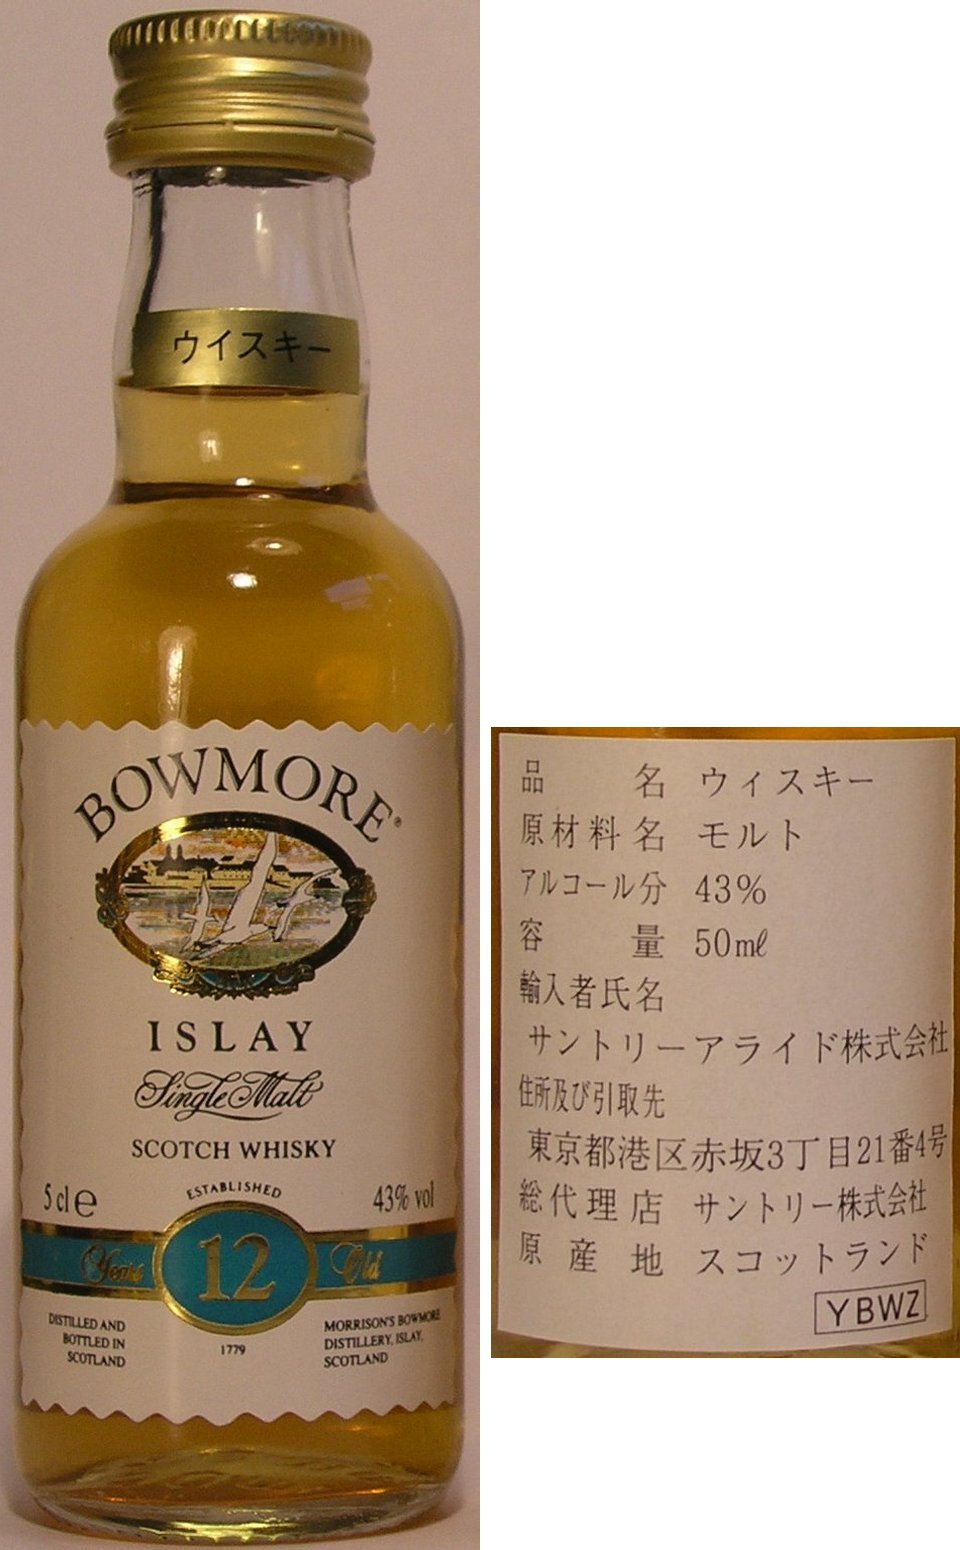 ウイスキー
BOWMORE®
ISLAY
Single Malt
SCOTCH WHISKY
5 cl e
ESTABLISHED
43% vol
Years 12 Old
DISTILLED AND
BOTTLED IN
SCOTLAND
1779
MORRISON'S BOWMORE
DISTILLERY, ISLAY,
SCOTLAND
品名 ウィスキー
原材料名 モルト
アルコール分 43%
容量 50mℓ
輸入者氏名
サントリーアライド株式会社
住所及び引取先
東京都港区赤坂3丁目21番4号
総代理店 サントリー株式会社
原産地 スコットランド
YBWZ